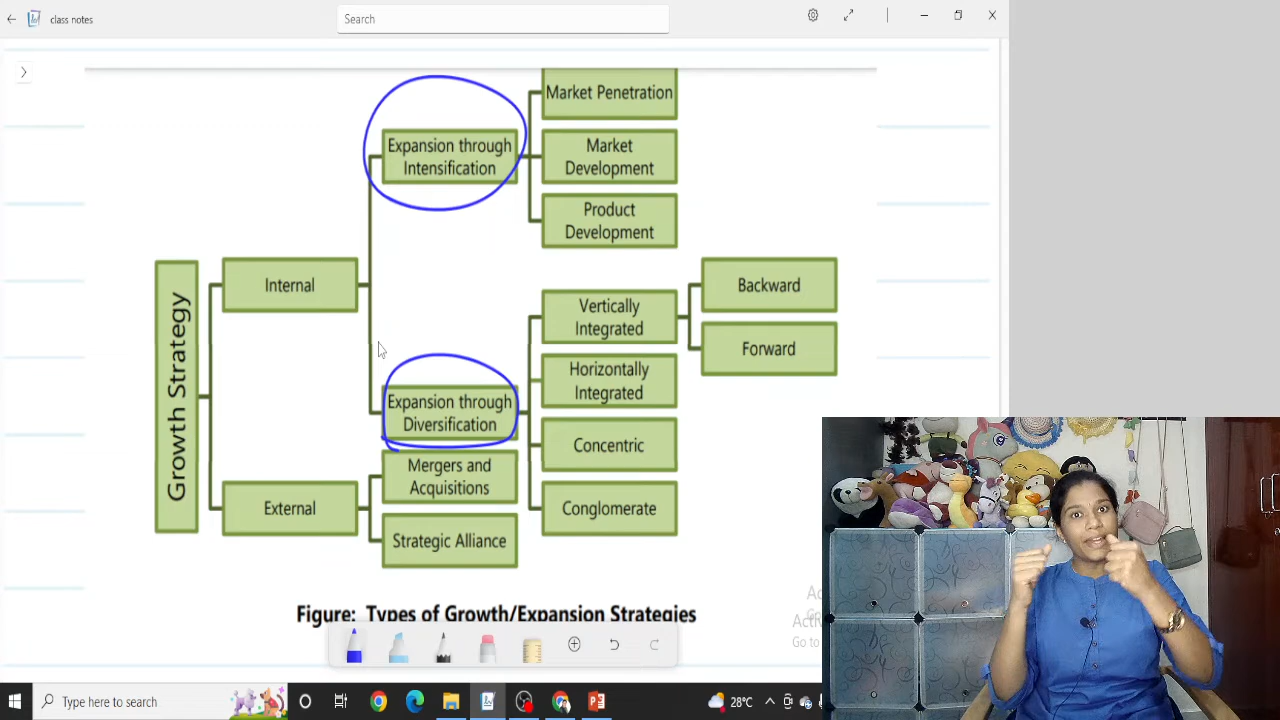 class notes
Search
Market Penetration
Expansion through
Intensification
Market
Development
Product
Development
Growth Strategy
Internal
Vertically
Integrated
Backward
Forward
Horizontally
Integrated
Expansion through
Diversification
Concentric
Mergers and
Acquisitions
External
Conglomerate
Strategic Alliance
Figure: Types of Growth/Expansion Strategies
Go to
Type here to search
28°C